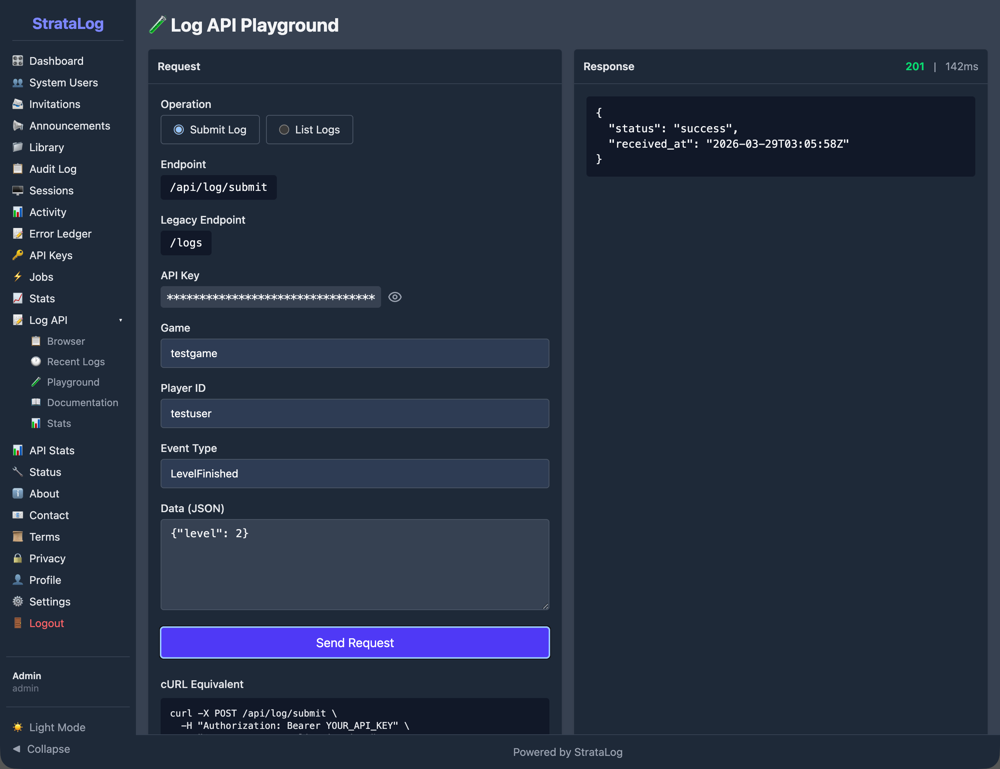 StrataLog
Dashboard
System Users
Invitations
Announcements
Library
Audit Log
Sessions
Activity
Error Ledger
API Keys
Jobs
Stats
Log API
Browser
Recent Logs
Playground
Documentation
Stats
API Stats
Status
About
Contact
Terms
Privacy
Profile
Settings
Logout
Admin
admin
Light Mode
Collapse
Log API Playground
Request
Operation
Submit Log
List Logs
Endpoint
/api/log/submit
Legacy Endpoint
/logs
API Key
********************************
Game
testgame
Player ID
testuser
Event Type
LevelFinished
Data (JSON)
{"level": 2}
Send Request
cURL Equivalent
curl -X POST /api/log/submit \
-H "Authorization: Bearer YOUR_API_KEY" \
Response
201 | 142ms
{
"status": "success",
"received_at": "2026-03-29T03:05:58Z"
}
Powered by StrataLog